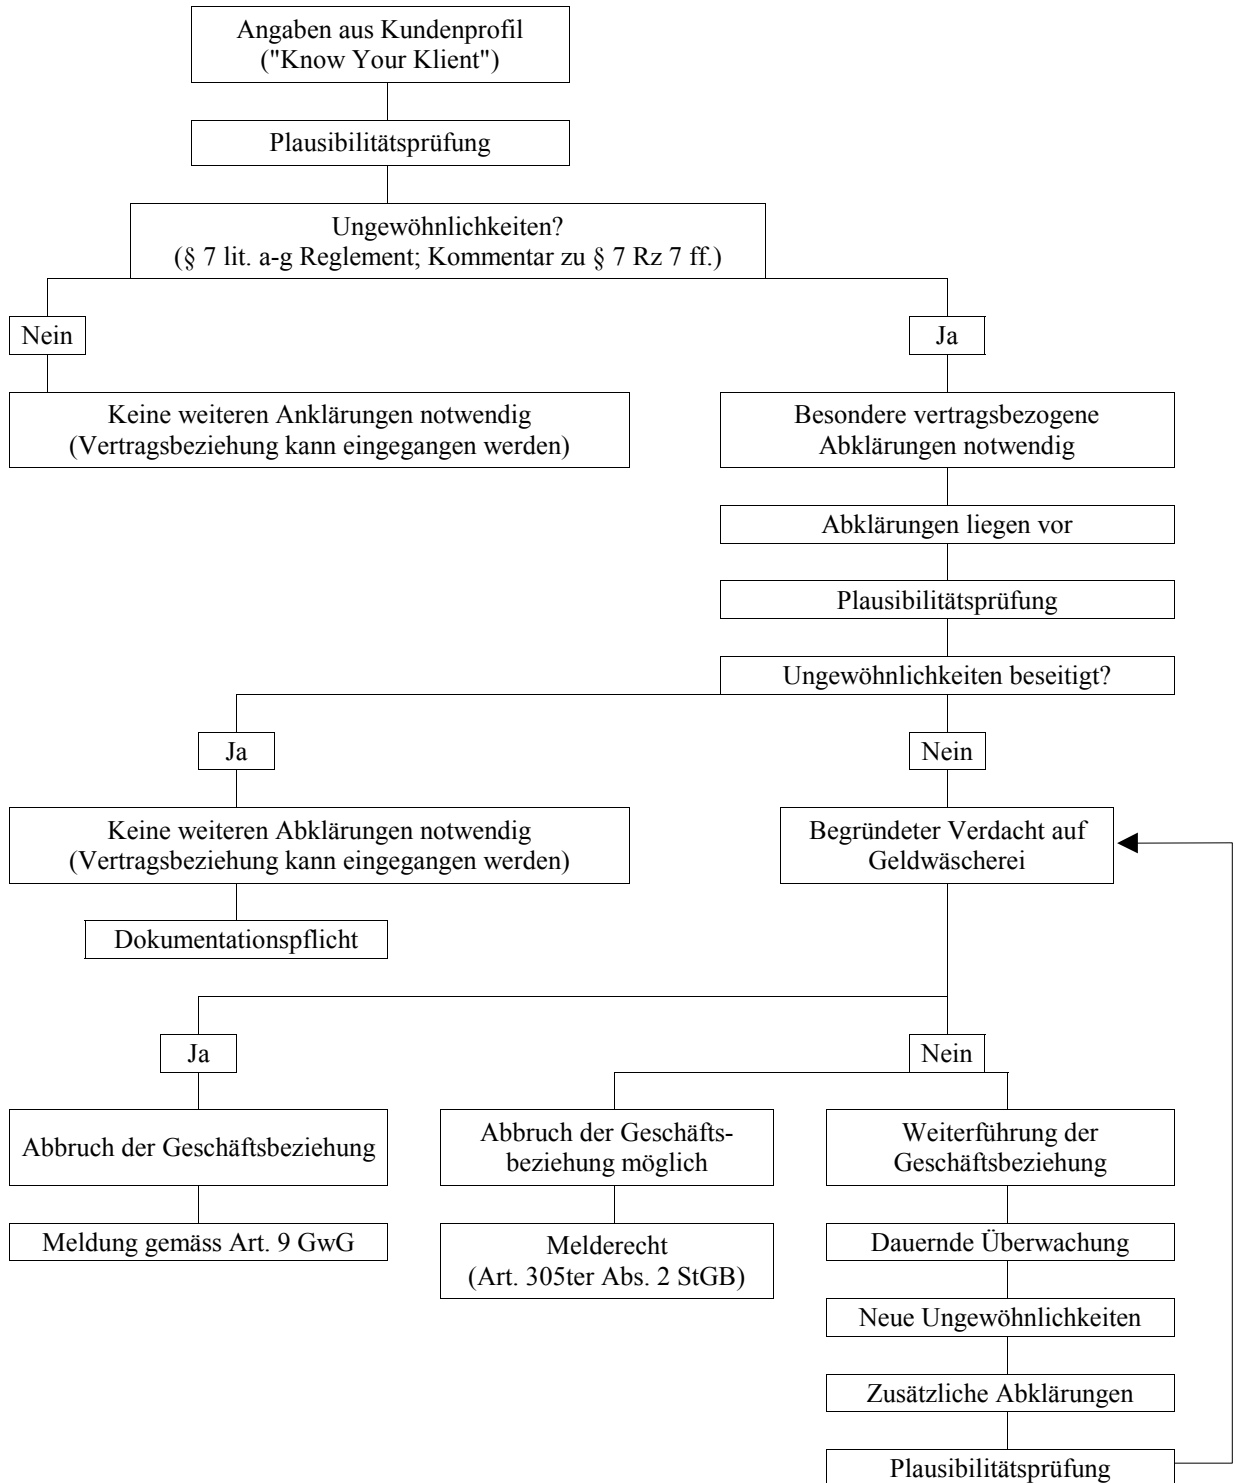 Angaben aus Kundenprofil
("Know Your Klient")
Plausibilitätsprüfung
Ungewöhnlichkeiten?
(§ 7 lit. a-g Reglement; Kommentar zu § 7 Rz 7 ff.)
Nein
Ja
Keine weiteren Anklärungen notwendig
(Vertragsbeziehung kann eingegangen werden)
Besondere vertragsbezogene
Abklärungen notwendig
Abklärungen liegen vor
Plausibilitätsprüfung
Ungewöhnlichkeiten beseitigt?
Ja
Nein
Keine weiteren Abklärungen notwendig
(Vertragsbeziehung kann eingegangen werden)
Begründeter Verdacht auf
Geldwäscherei
Dokumentationspflicht
Ja
Nein
Abbruch der Geschäftsbeziehung
Abbruch der Geschäfts-
beziehung möglich
Weiterführung der
Geschäftsbeziehung
Meldung gemäss Art. 9 GwG
Melderecht
(Art. 305ter Abs. 2 StGB)
Dauernde Überwachung
Neue Ungewöhnlichkeiten
Zusätzliche Abklärungen
Plausibilitätsprüfung